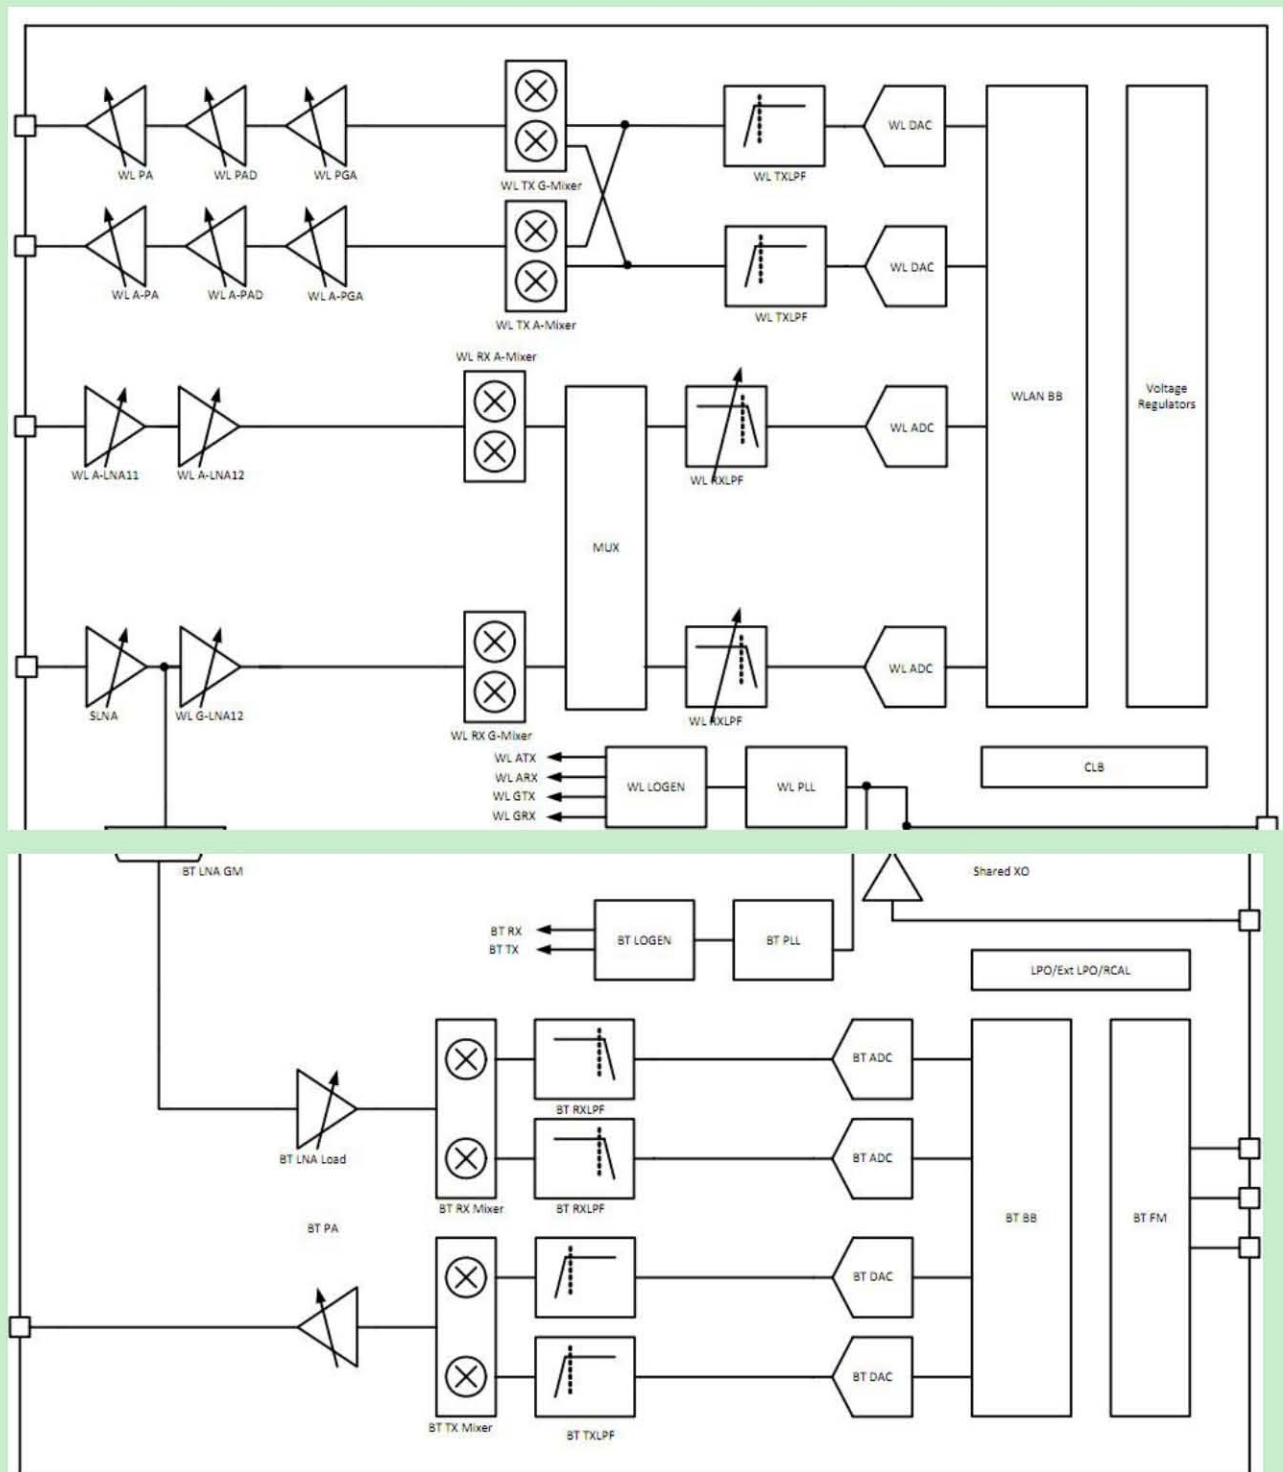 WL PA
WL PAD
WL PGA
WL TX G-Mixer
WL TXLPF
WL DAC
WL A-PA
WL A-PAD
WL A-PGA
WL TX A-Mixer
WL TXLPF
WL DAC
WL RX A-Mixer
WL A-LNA11
WL A-LNA12
WL RXLPF
WL ADC
WLAN BB
Voltage
Regulators
MUX
SLNA
WL G-LNA12
WL RX G-Mixer
WL RXLPF
WL ADC
WL ATX
WL ARX
WL GTX
WL GRX
WL LOGEN
WL PLL
CLB
BT LNA GM
Shared XO
BT RX
BT TX
BT LOGEN
BT PLL
LPO/Ext LPO/RCAL
BT LNA Load
BT RX Mixer
BT RXLPF
BT ADC
BT RXLPF
BT ADC
BT PA
BT BB
BT FM
BT DAC
BT DAC
BT TX Mixer
BT TXLPF